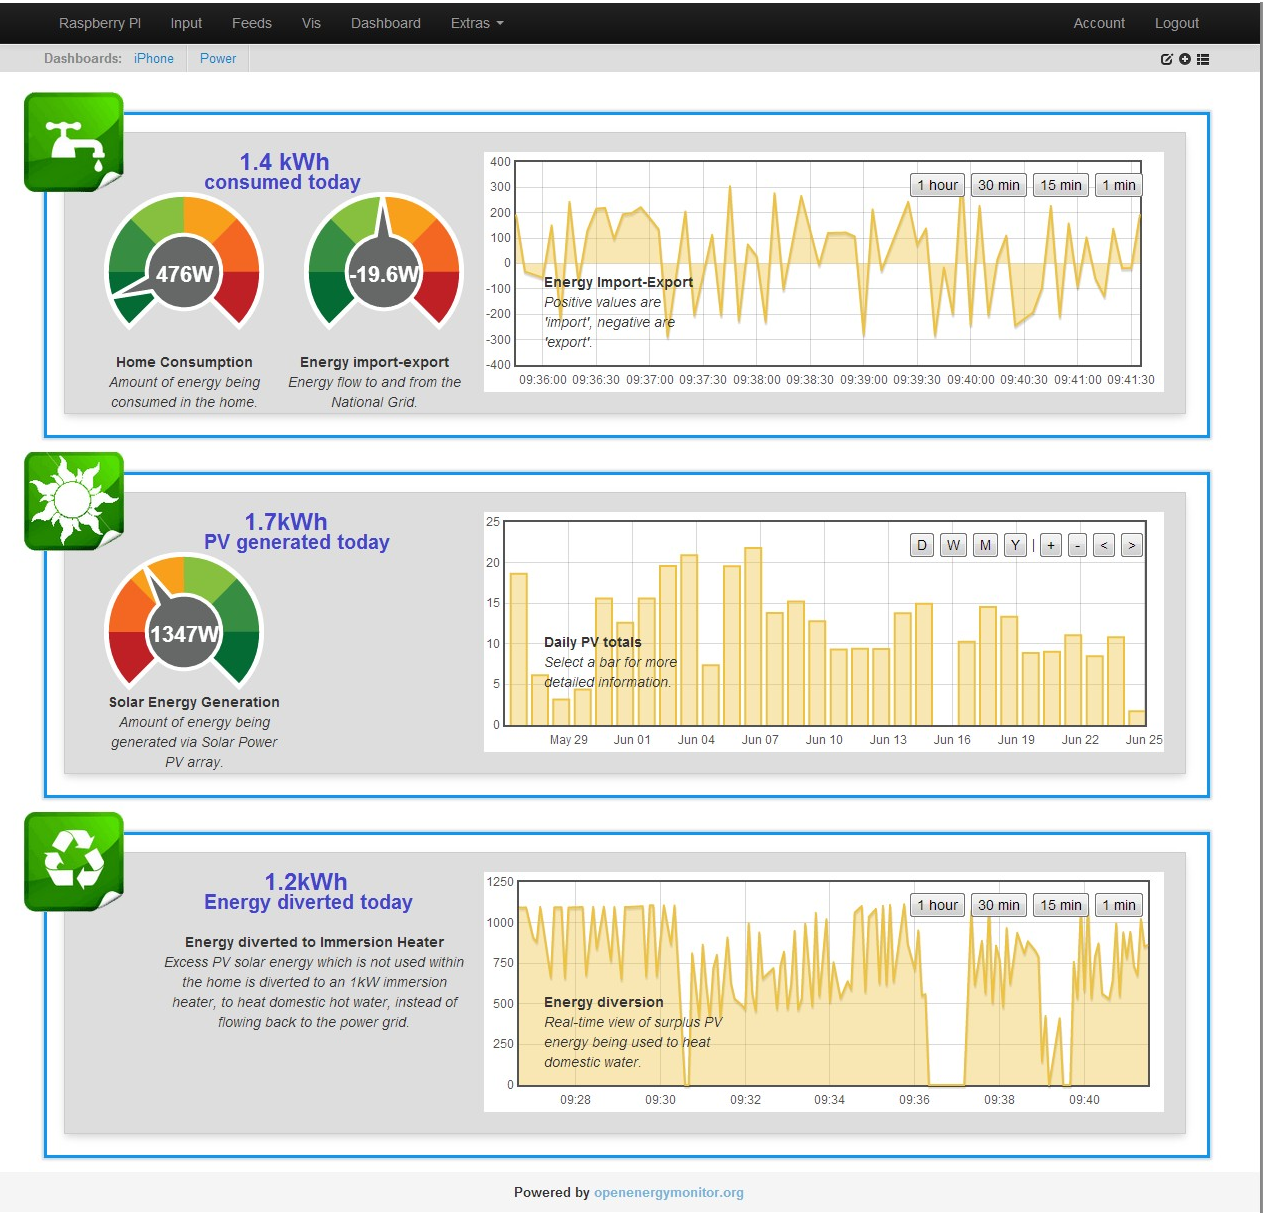 Raspberry PI Input Feeds Vis Dashboard Extras Account Logout
Dashboards: iPhone Power
1.4 kWh
consumed today
476W
-19.6W
Home Consumption
Amount of energy being
consumed in the home.
Energy import-export
Energy flow to and from the
National Grid.
400
300
200
100
0
-100
-200
-300
-400
1 hour 30 min 15 min 1 min
Energy Import-Export
Positive values are
'import', negative are
'export'.
09:36:00 09:36:30 09:37:00 09:37:30 09:38:00 09:38:30 09:39:00 09:39:30 09:40:00 09:40:30 09:41:00 09:41:30
1.7kWh
PV generated today
1347W
Solar Energy Generation
Amount of energy being
generated via Solar Power
PV array.
25
20
15
10
5
0
D W M Y | + - < >
Daily PV totals
Select a bar for more
detailed information.
May 29 Jun 01 Jun 04 Jun 07 Jun 10 Jun 13 Jun 16 Jun 19 Jun 22 Jun 25
1.2kWh
Energy diverted today
Energy diverted to Immersion Heater
Excess PV solar energy which is not used within
the home is diverted to an 1kW immersion
heater, to heat domestic hot water, instead of
flowing back to the power grid.
1250
1000
750
500
250
0
1 hour 30 min 15 min 1 min
Energy diversion
Real-time view of surplus PV
energy being used to heat
domestic water.
09:28 09:30 09:32 09:34 09:36 09:38 09:40
Powered by openenergymonitor.org